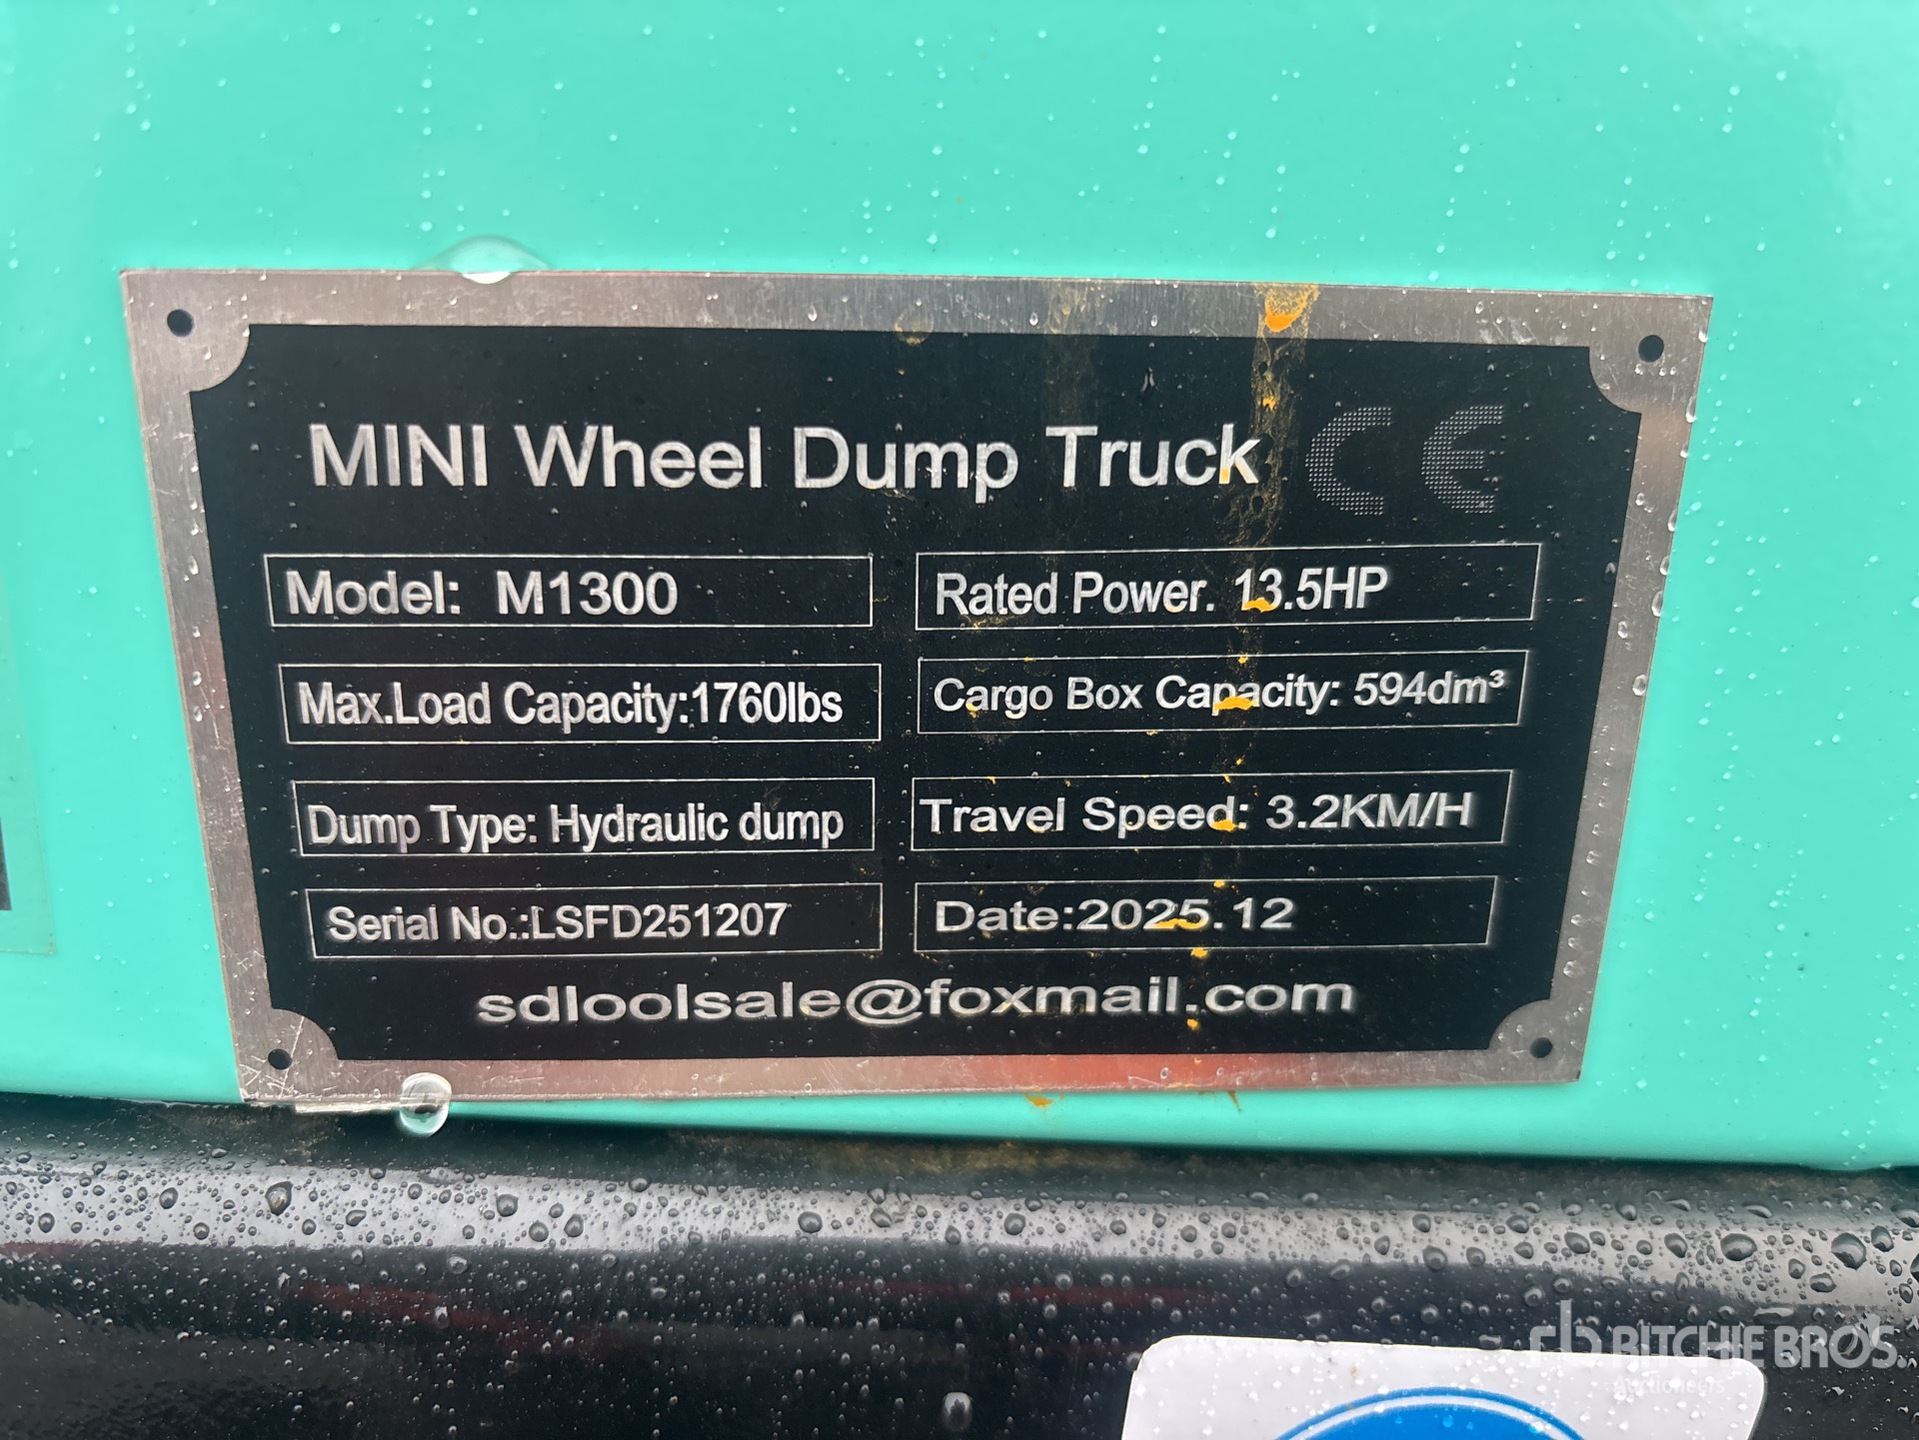 MINI Wheel Dump Truck CE
Model: M1300
Rated Power. 13.5HP
Max.Load Capacity:1760lbs
Cargo Box Capacity: 594dm³
Dump Type: Hydraulic dump
Travel Speed: 3.2KM/H
Serial No.:LSFD251207
Date:2025.12
sdloolsale@foxmail.com
rb RITCHIE BROS.
Auctioneers